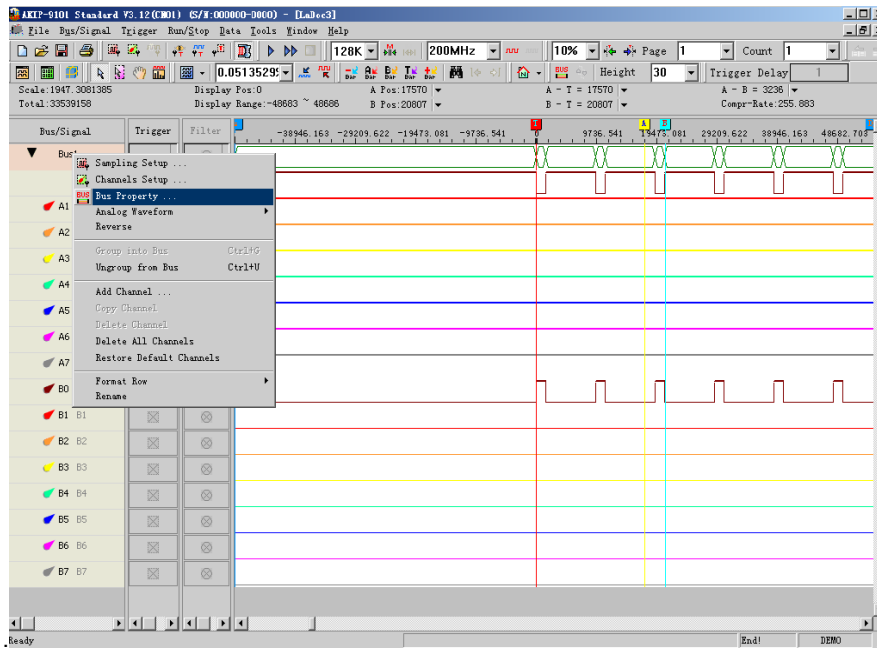 AKIP-9101 Standard V3.12(CN01) (S/N:000000-0000) - [LaDoc3]
File Bus/Signal Trigger Run/Stop Data Tools Window Help
128K 200MHz 10% Page 1 Count 1
0.05135295 Height 30 Trigger Delay 1
Scale:1947.3081385 Display Pos:0 A Pos:17570 A - T = 17570 A - B = 3236
Total:33539158 Display Range:-48683 ~ 48686 B Pos:20807 B - T = 20807 Compr-Rate:255.883
Bus/Signal Trigger Filter -38946.163 -29209.622 -19473.081 -9736.541 0 9736.541 19473.081 29209.622 38946.163 48682.703
T A B
Bus1
Sampling Setup ...
Channels Setup ...
BUS Bus Property ...
A1 Analog Waveform
Reverse
A2
A3 Group into Bus Ctrl+G
Ungroup from Bus Ctrl+U
A4 Add Channel ...
A5 Copy Channel
Delete Channel
A6 Delete All Channels
A7 Restore Default Channels
B0 Format Row
Rename
B1 B1
B2 B2
B3 B3
B4 B4
B5 B5
B6 B6
B7 B7
Ready End! DEMO